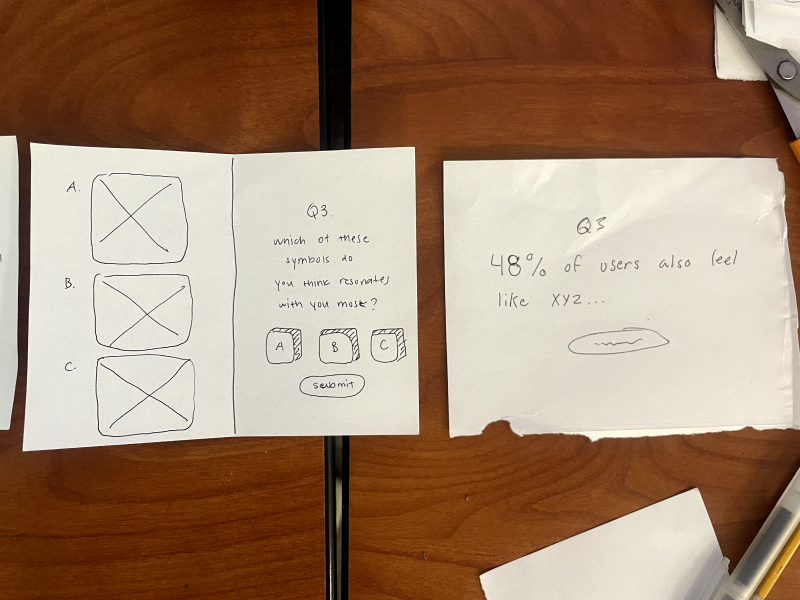 A.
B.
C.
Q3.
which of these
symbols do
you think resonates
with you most?
A B C
submit
Q3
48% of users also feel
like XYZ...